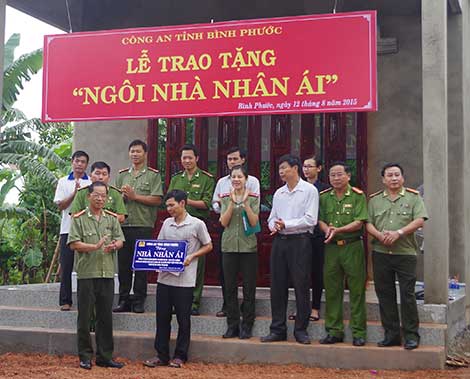 CÔNG AN TỈNH BÌNH PHƯỚC
LỄ TRAO TẶNG
“NGÔI NHÀ NHÂN ÁI”
Bình Phước, ngày 12 tháng 8 năm 2015
TẶNG
NHÀ NHÂN ÁI